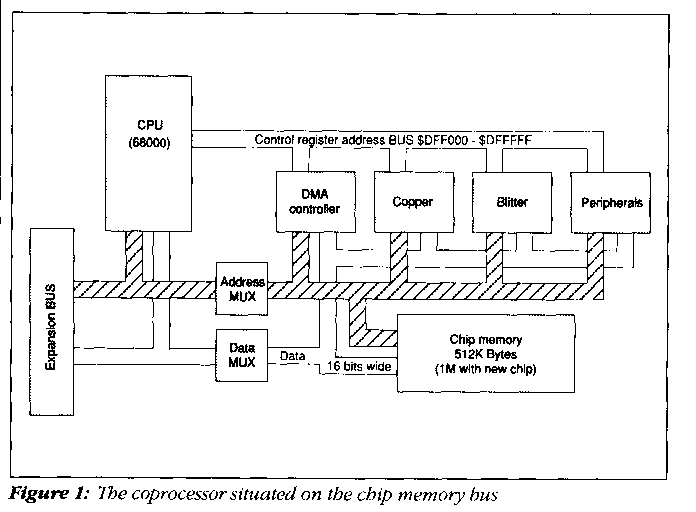 CPU
(68000)
Control register address BUS $DFF000 - $DFFFFF
DMA
controller
Copper
Blitter
Peripherals
Expansion BUS
Address
MUX
Data
MUX
Data
16 bits wide
Chip memory
512K Bytes
(1M with new chip)
Figure 1: The coprocessor situated on the chip memory bus